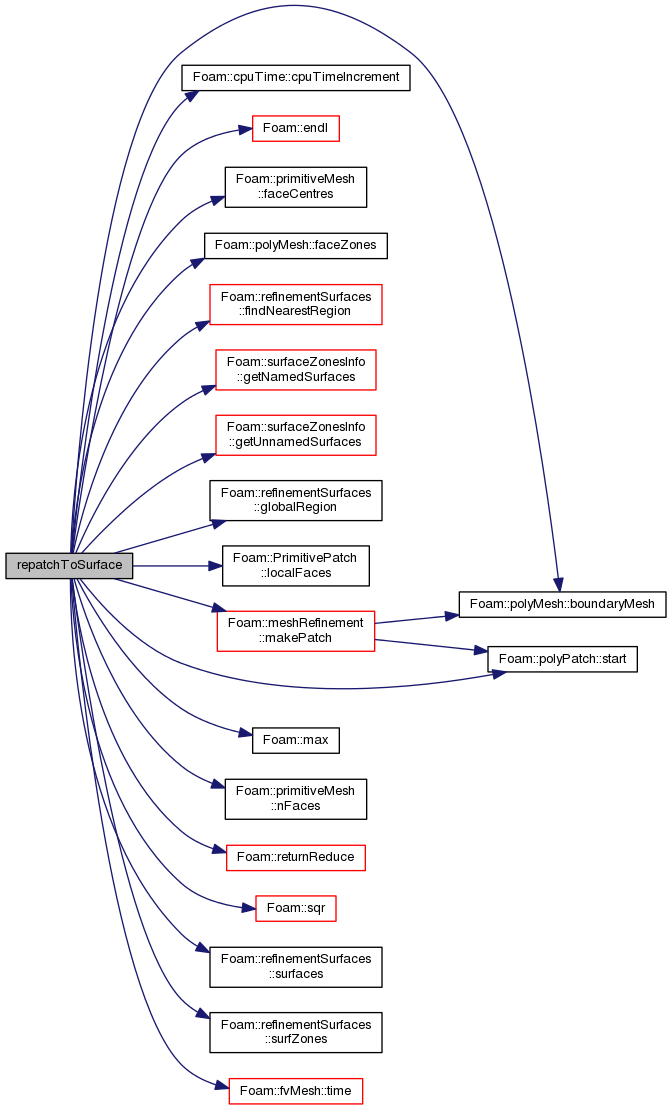 Foam::cpuTime::cpuTimeIncrement
Foam::endl
Foam::primitiveMesh
::faceCentres
Foam::polyMesh::faceZones
Foam::refinementSurfaces
::findNearestRegion
Foam::surfaceZonesInfo
::getNamedSurfaces
Foam::surfaceZonesInfo
::getUnnamedSurfaces
Foam::refinementSurfaces
::globalRegion
repatchToSurface
Foam::PrimitivePatch
::localFaces
Foam::meshRefinement
::makePatch
Foam::polyMesh::boundaryMesh
Foam::polyPatch::start
Foam::max
Foam::primitiveMesh
::nFaces
Foam::returnReduce
Foam::sqr
Foam::refinementSurfaces
::surfaces
Foam::refinementSurfaces
::surfZones
Foam::fvMesh::time